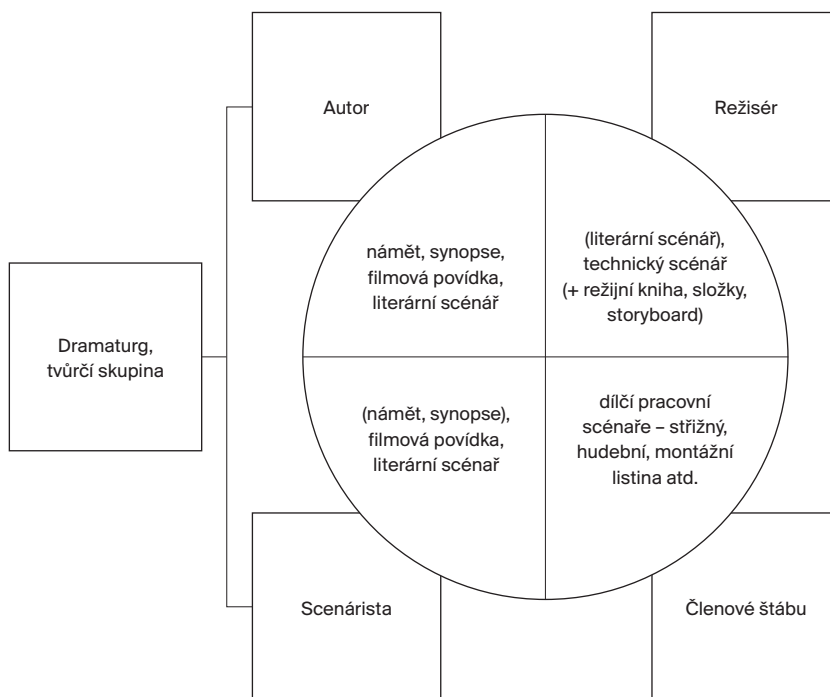 Autor
Režisér
námět, synopse,
filmová povídka,
literární scénář
(literární scénář),
technický scénář
(+ režijní kniha, složky,
storyboard)
Dramaturg,
tvůrčí skupina
(námět, synopse),
filmová povídka,
literární scénař
dílčí pracovní
scénaře – střižný,
hudební, montážní
listina atd.
Scenárista
Členové štábu